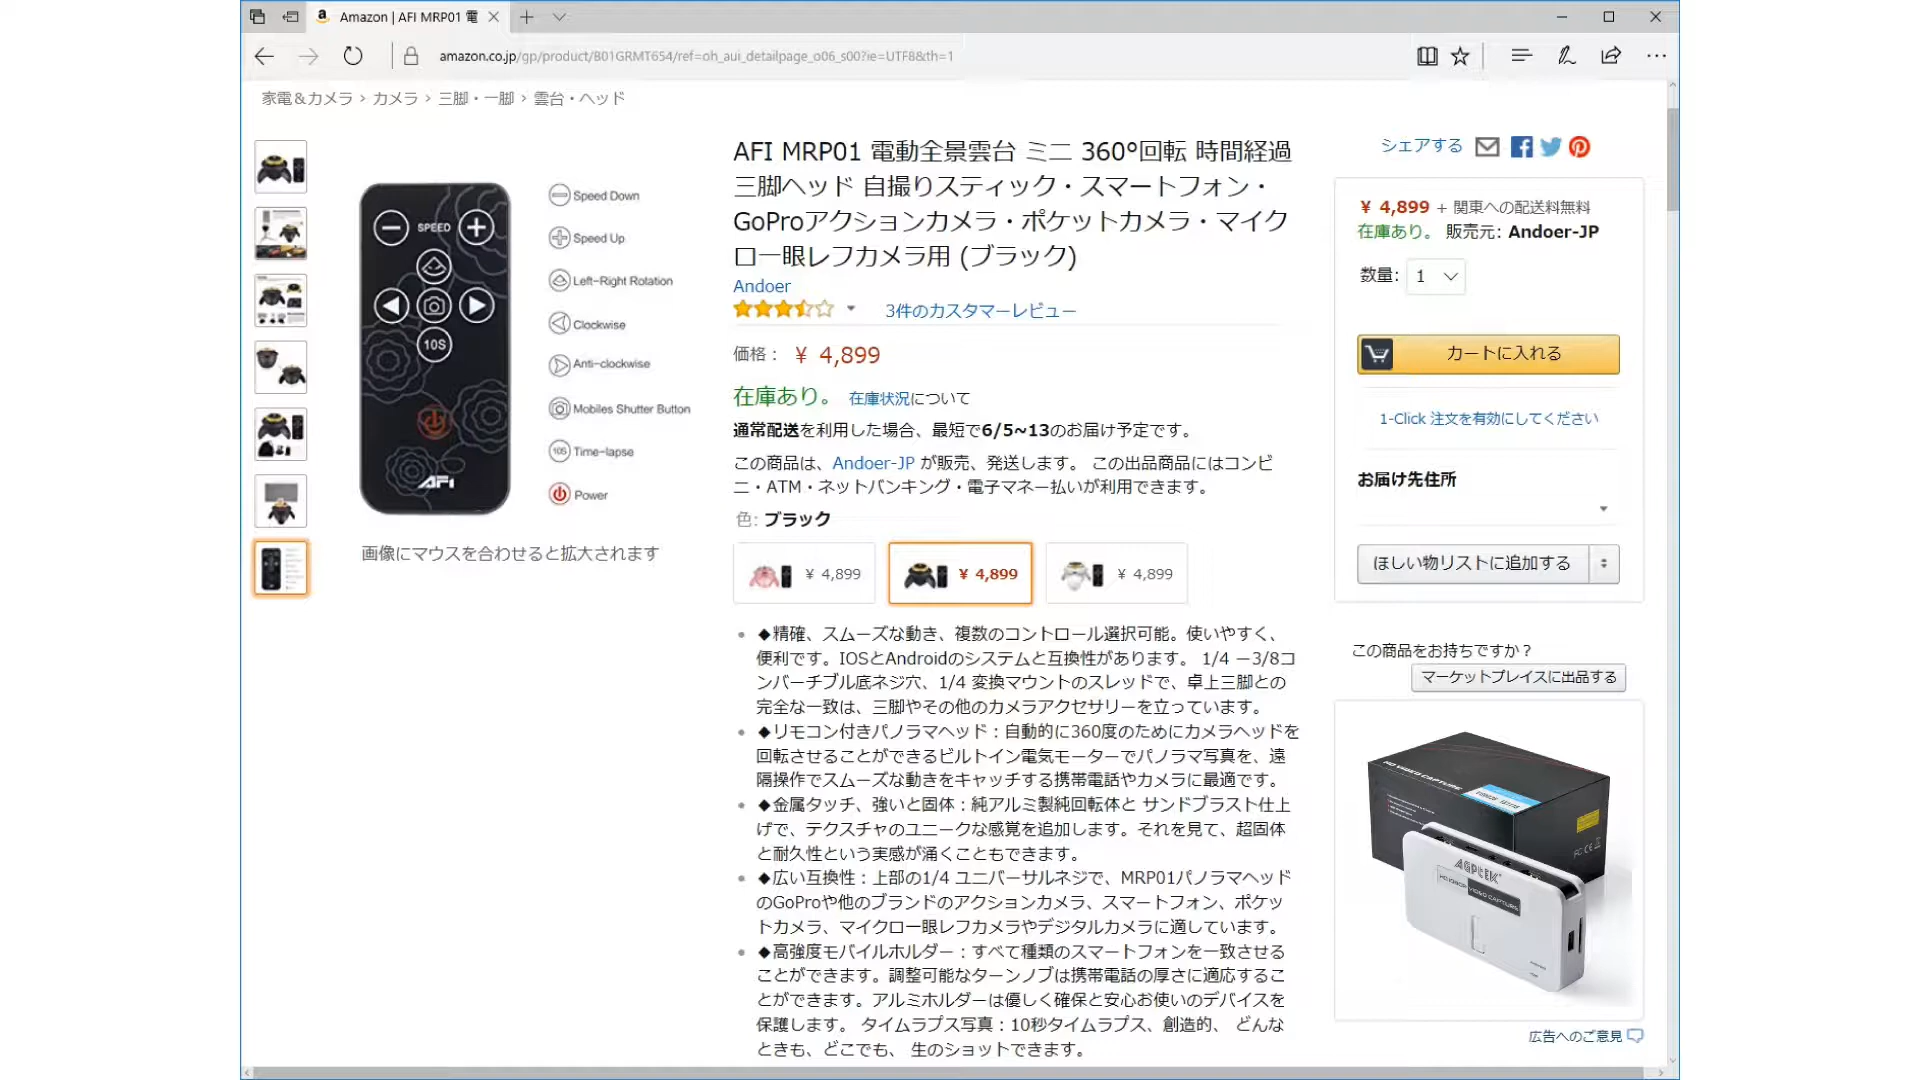 Amazon | AFI MRP01 電
amazon.co.jp/gp/product/B01GRMT654/ref=oh_aui_detailpage_o06_s00?ie=UTF8&th=1
家電＆カメラ › カメラ › 三脚・一脚 › 雲台・ヘッド
SPEED
10S
AFI
Speed Down
Speed Up
Left-Right Rotation
Clockwise
Anti-clockwise
Mobiles Shutter Button
10S Time-lapse
Power
画像にマウスを合わせると拡大されます
AFI MRP01 電動全景雲台 ミニ 360°回転 時間経過
三脚ヘッド 自撮りスティック・スマートフォン・
GoProアクションカメラ・ポケットカメラ・マイク
ロ一眼レフカメラ用 (ブラック)
Andoer
3件のカスタマーレビュー
価格： ￥ 4,899
在庫あり。 在庫状況について
通常配送を利用した場合、最短で6/5~13のお届け予定です。
この商品は、Andoer-JP が販売、発送します。 この出品商品にはコンビ
ニ・ATM・ネットバンキング・電子マネー払いが利用できます。
色: ブラック
￥ 4,899
￥ 4,899
￥ 4,899
◆精確、スムーズな動き、複数のコントロール選択可能。使いやすく、
便利です。IOSとAndroidのシステムと互換性があります。 1/4 －3/8コ
ンバーチブル底ネジ穴、1/4 変換マウントのスレッドで、卓上三脚との
完全な一致は、三脚やその他のカメラアクセサリーを立っています。
◆リモコン付きパノラマヘッド：自動的に360度のためにカメラヘッドを
回転させることができるビルトイン電気モーターでパノラマ写真を、遠
隔操作でスムーズな動きをキャッチする携帯電話やカメラに最適です。
◆金属タッチ、強いと固体：純アルミ製純回転体と サンドブラスト仕上
げで、テクスチャのユニークな感覚を追加します。それを見て、超固体
と耐久性という実感が涌くこともできます。
◆広い互換性：上部の1/4 ユニバーサルネジで、MRP01パノラマヘッド
のGoProや他のブランドのアクションカメラ、スマートフォン、ポケッ
トカメラ、マイクロ一眼レフカメラやデジタルカメラに適しています。
◆高強度モバイルホルダー：すべて種類のスマートフォンを一致させる
ことができます。調整可能なターンノブは携帯電話の厚さに適応するこ
とができます。アルミホルダーは優しく確保と安心お使いのデバイスを
保護します。 タイムラプス写真：10秒タイムラプス、創造的、 どんな
ときも、どこでも、 生のショットできます。
シェアする
￥ 4,899 + 関東への配送料無料
在庫あり。 販売元: Andoer-JP
数量: 1
カートに入れる
1-Click 注文を有効にしてください
お届け先住所
ほしい物リストに追加する
この商品をお持ちですか？
マーケットプレイスに出品する
HD VIDEO CAPTURE
AGPTEK
HD 1080P VIDEO CAPTURE
広告へのご意見